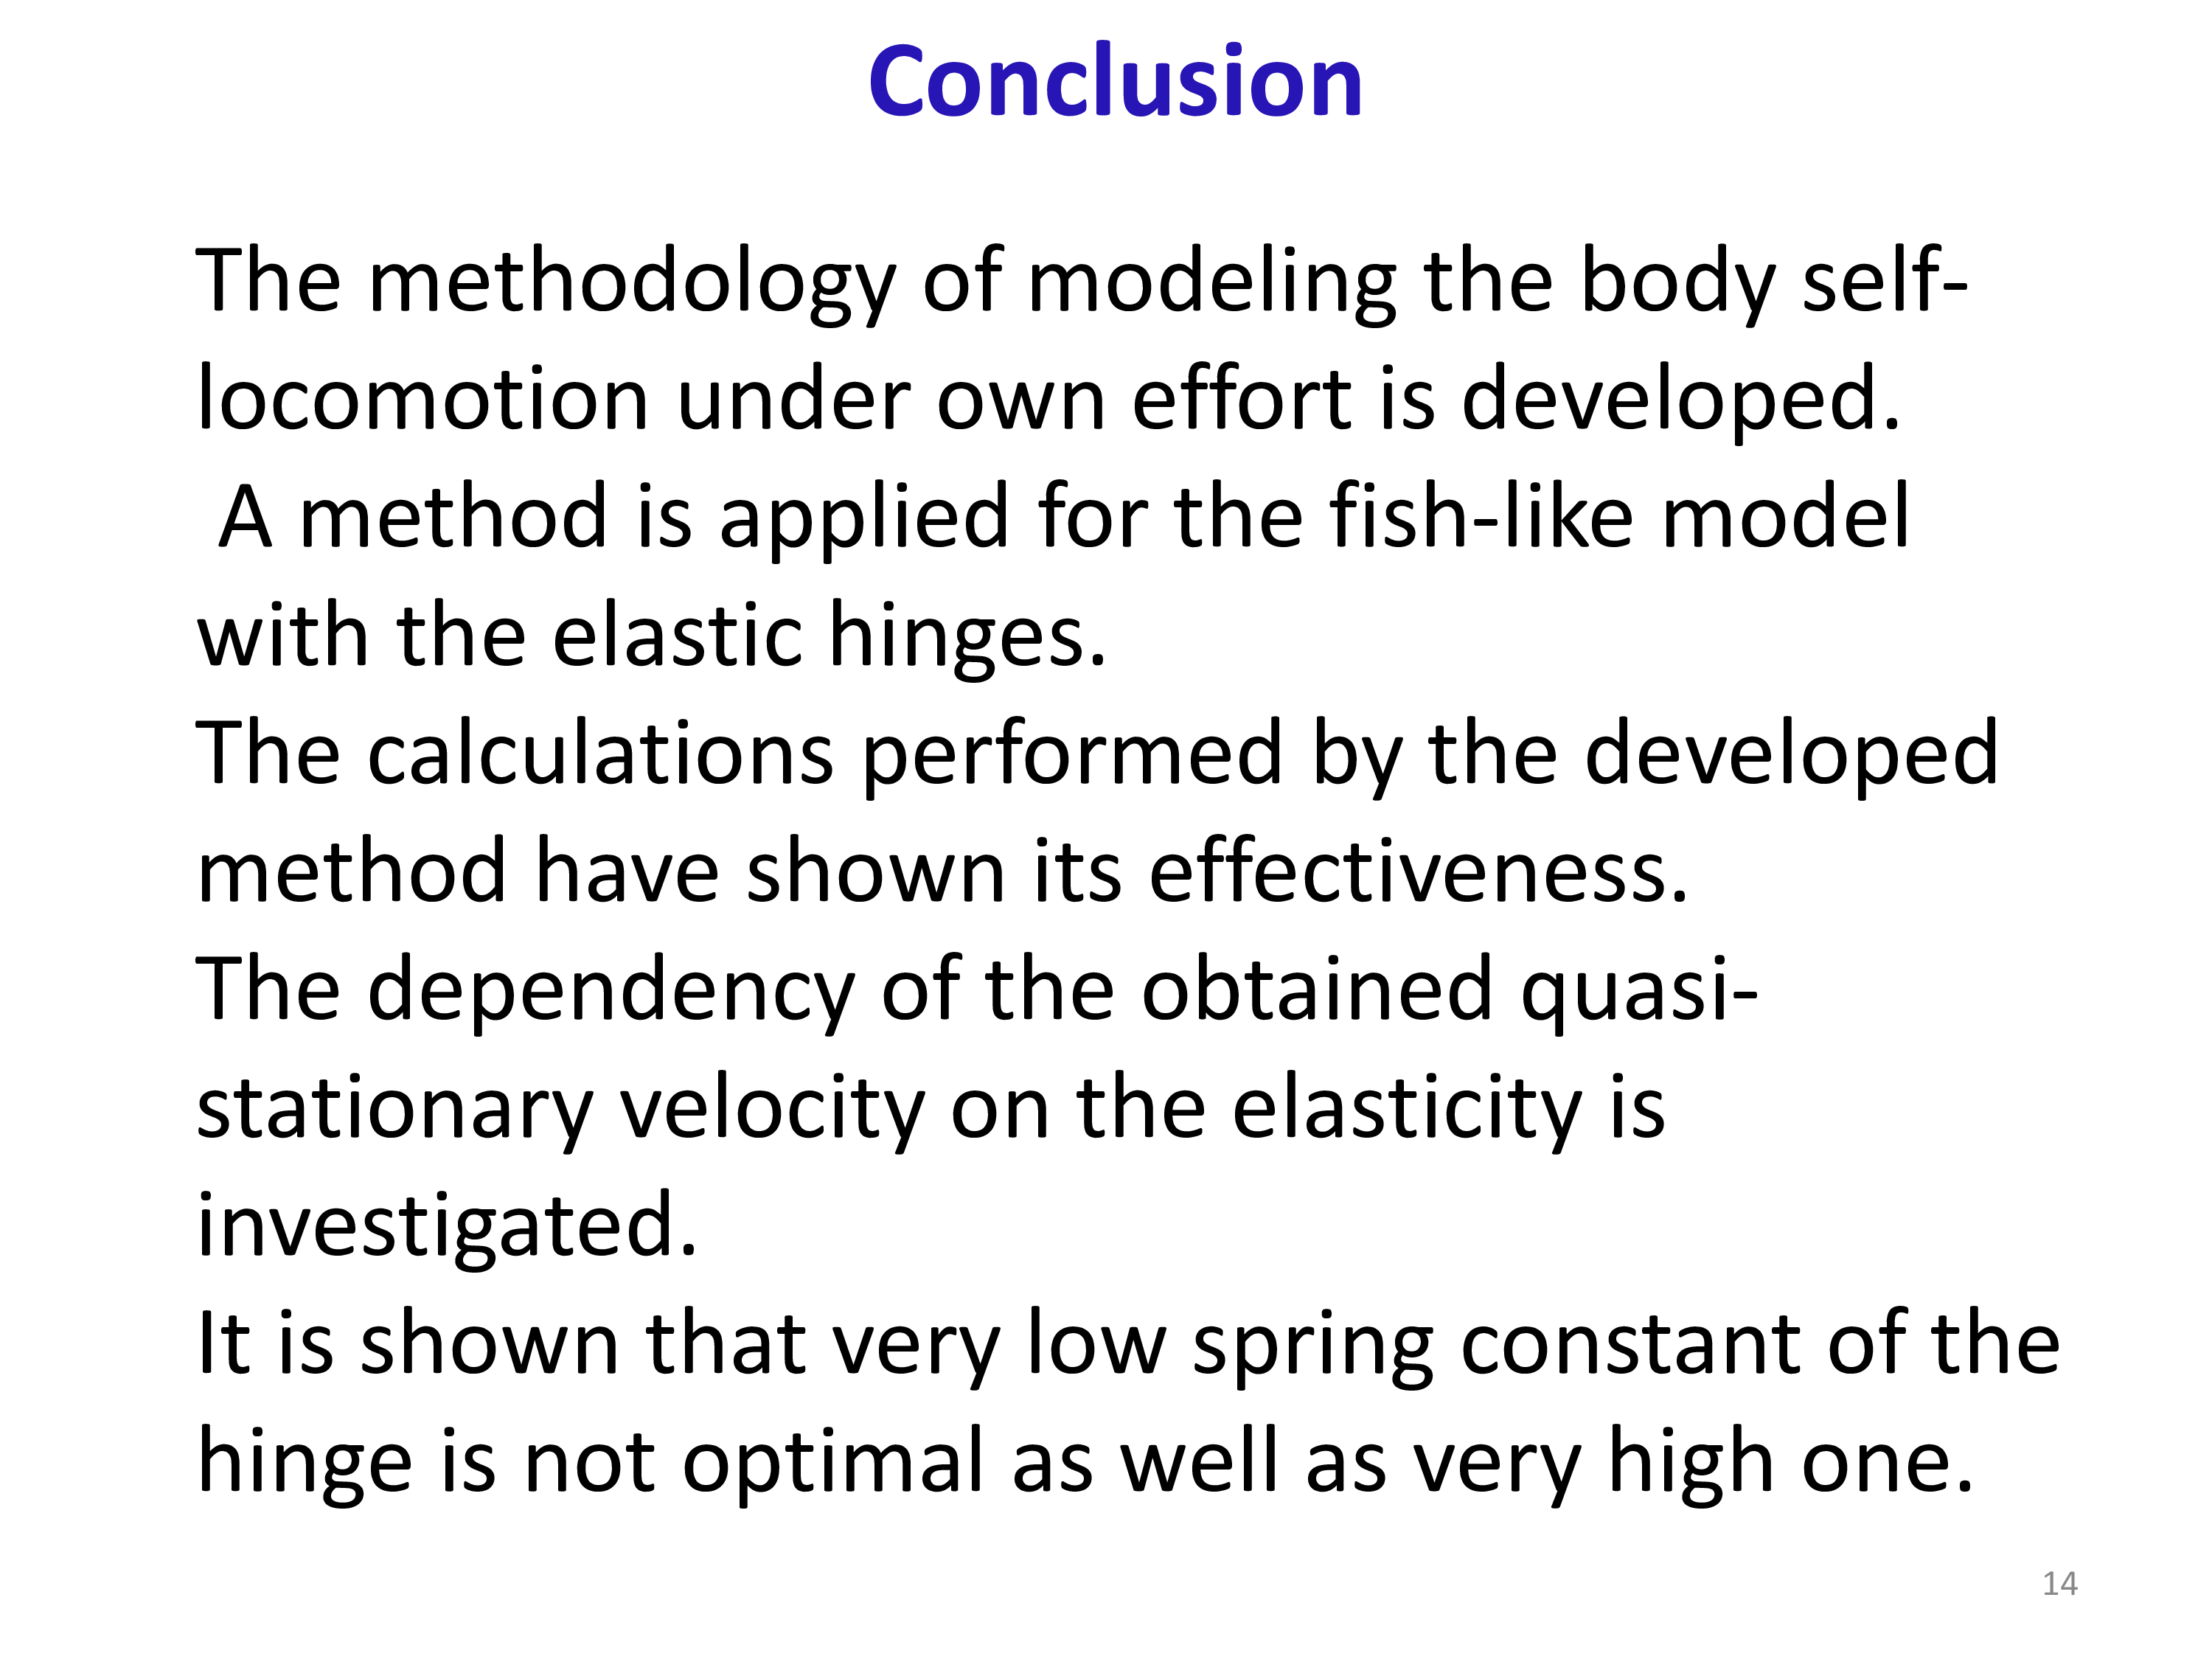 Conclusion
The methodology of modeling the body self-
locomotion under own effort is developed.
A method is applied for the fish-like model
with the elastic hinges.
The calculations performed by the developed
method have shown its effectiveness.
The dependency of the obtained quasi-
stationary velocity on the elasticity is
investigated.
It is shown that very low spring constant of the
hinge is not optimal as well as very high one.
14